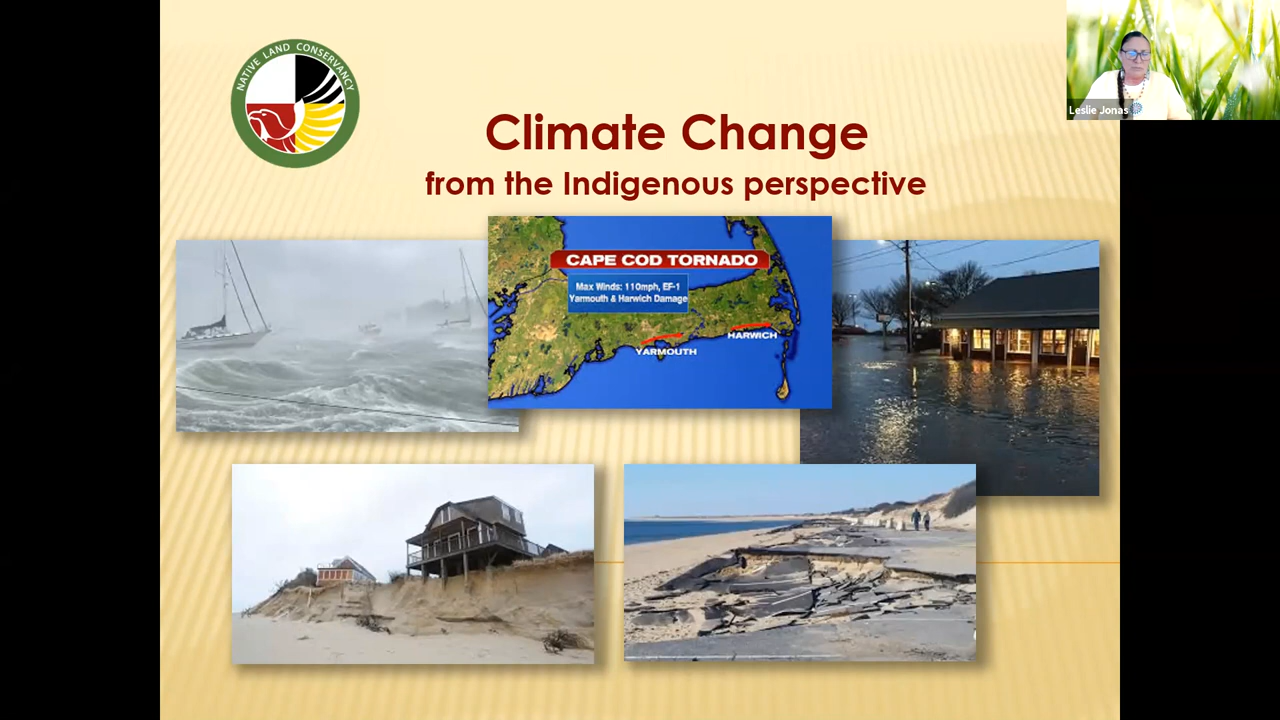 NATIVE LAND CONSERVANCY
Leslie Jonas
Climate Change
from the Indigenous perspective
CAPE COD TORNADO
Max Winds: 110mph, EF-1
Yarmouth & Harwich Damage
HARWICH
YARMOUTH